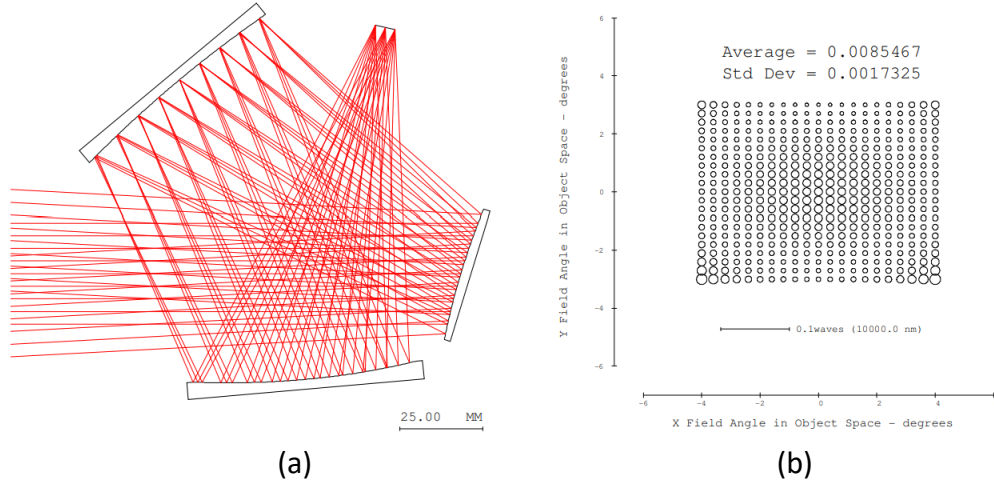 25.00 MM
(a)
Y Field Angle in Object Space - degrees
6
4
2
0
-2
-4
-6
Average = 0.0085467
Std Dev = 0.0017325
0.1waves (10000.0 nm)
-6
-4
-2
0
2
4
6
X Field Angle in Object Space - degrees
(b)